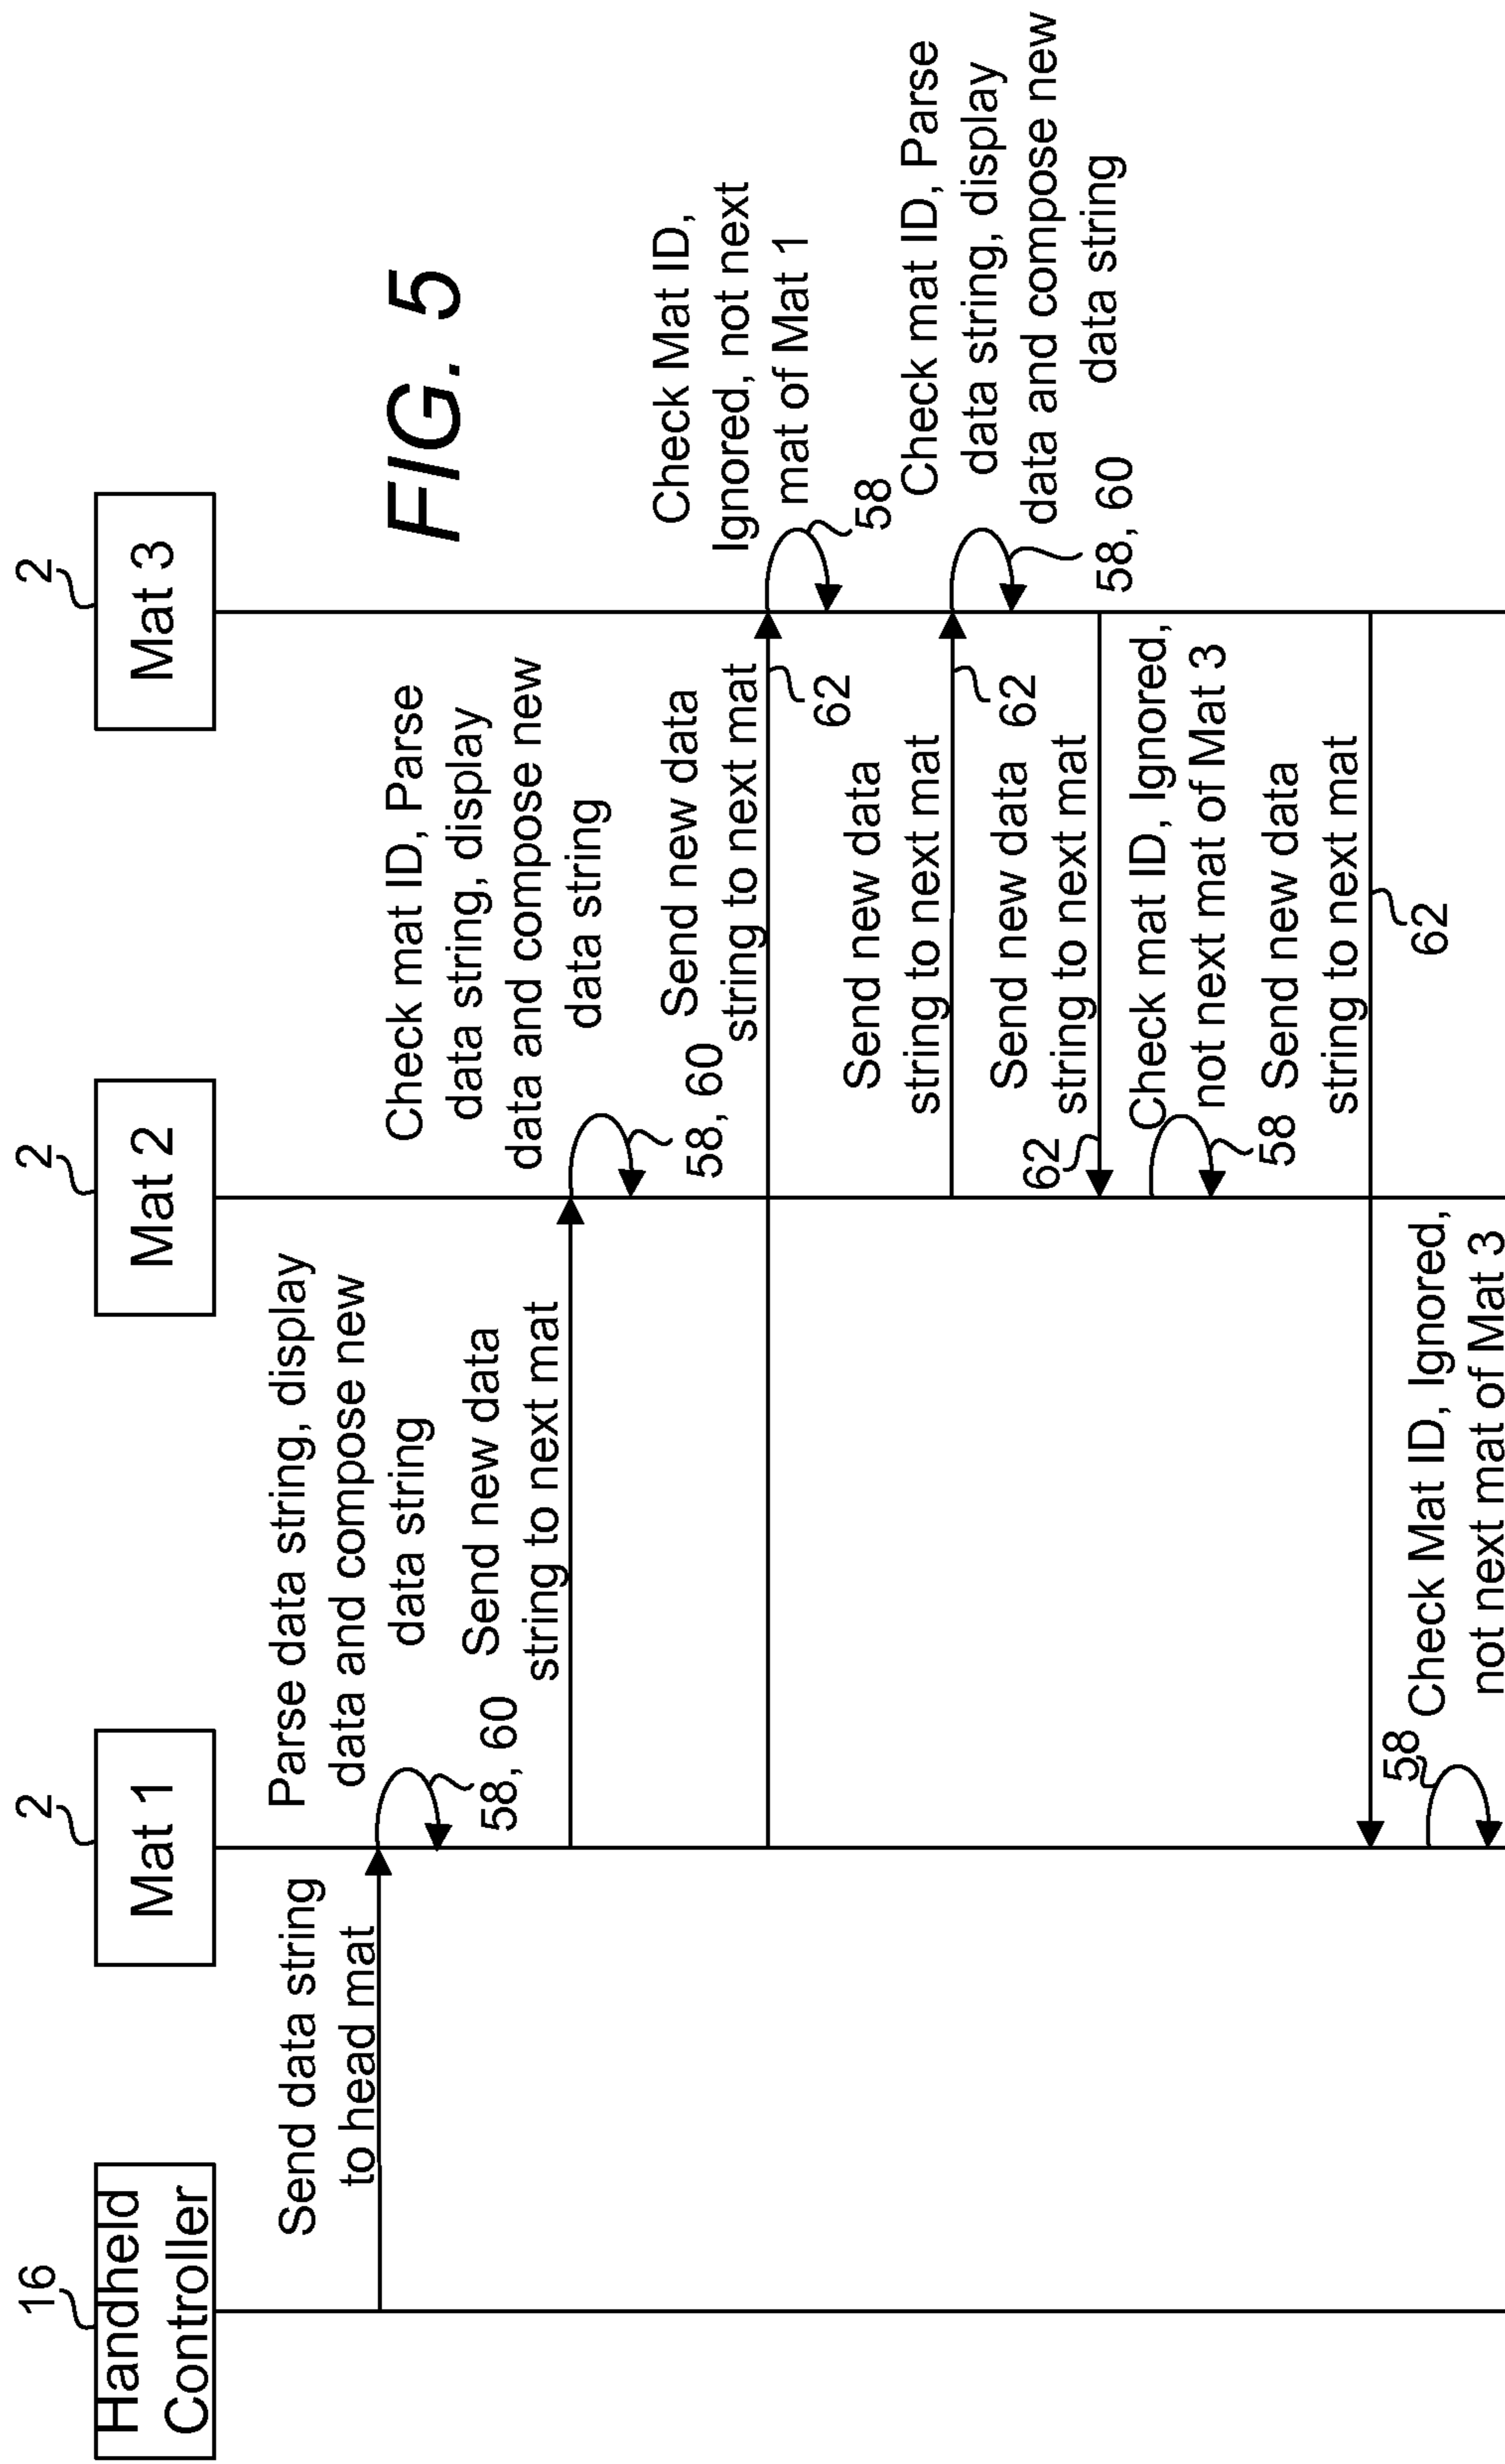 16
Handheld
Controller
2
Mat 1
2
Mat 2
2
Mat 3
FIG. 5
Send data string
to head mat
Parse data string, display
data and compose new
data string
58, 60
Send new data
string to next mat
Check mat ID, Parse
data string, display
data and compose new
data string
58, 60
Send new data
string to next mat
62
Check Mat ID,
Ignored, not next
mat of Mat 1
58
Send new data
string to next mat
62
Check mat ID, Parse
data string, display
data and compose new
data string
58, 60
Send new data
string to next mat
62
Check mat ID, Ignored,
not next mat of Mat 3
58
Send new data
string to next mat
62
Check Mat ID, Ignored,
not next mat of Mat 3
58